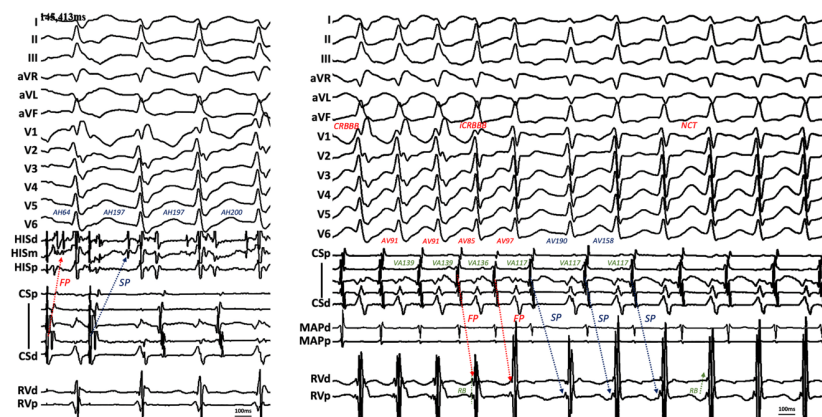 145,413ms
I
II
III
aVR
aVL
aVF
V1
V2
V3
V4
V5
AH64 AH197 AH197 AH200
V6
HISd
HISm
HISp
FP SP
CSp
CSd
RVd
RVp
100ms
I
II
III
aVR
aVL
aVF
CRBBB iCRBBB NCT
V1
V2
V3
V4
V5
V6
AV91 AV91 AV85 AV97 AV190 AV158
CSp
VA139 VA139 VA136 VA117 VA117 VA117
CSd
FP FP SP SP SP
MAPd
MAPp
RVd
RB RB
RVp
100ms